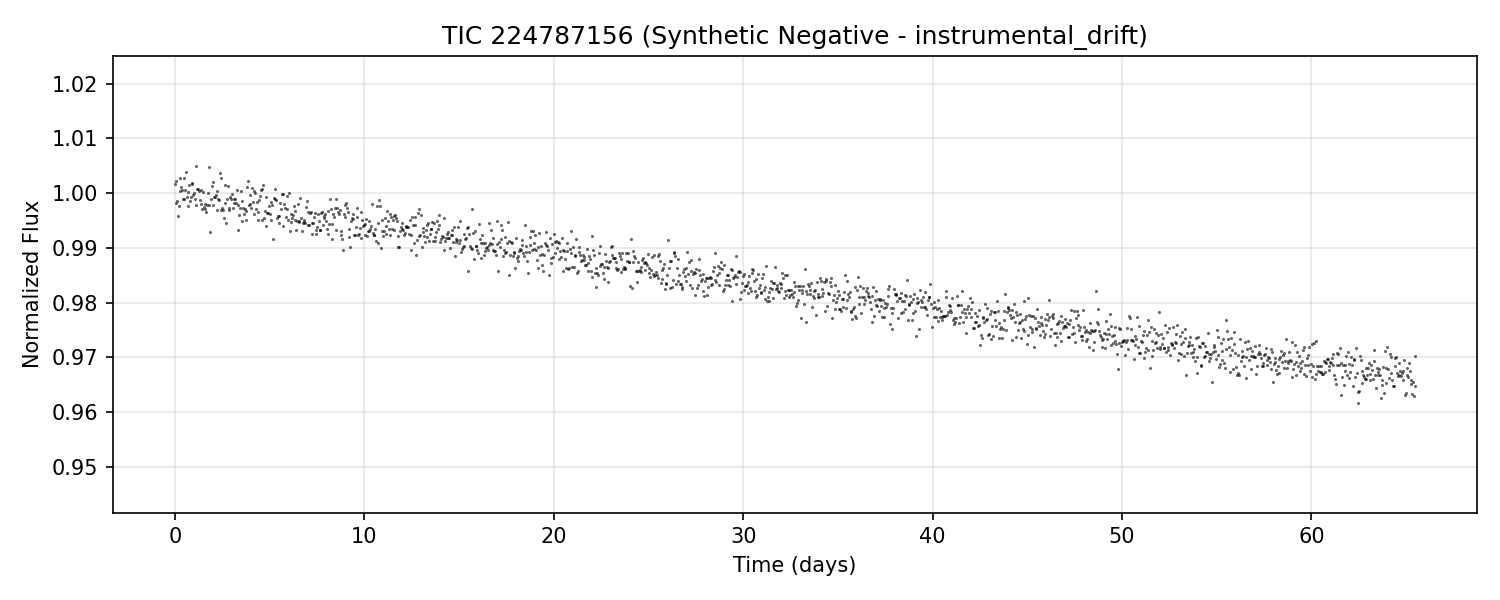 TIC 224787156 (Synthetic Negative - instrumental_drift)
1.02
1.01
1.00
0.99
0.98
0.97
0.96
0.95
Normalized Flux
0 10 20 30 40 50 60
Time (days)